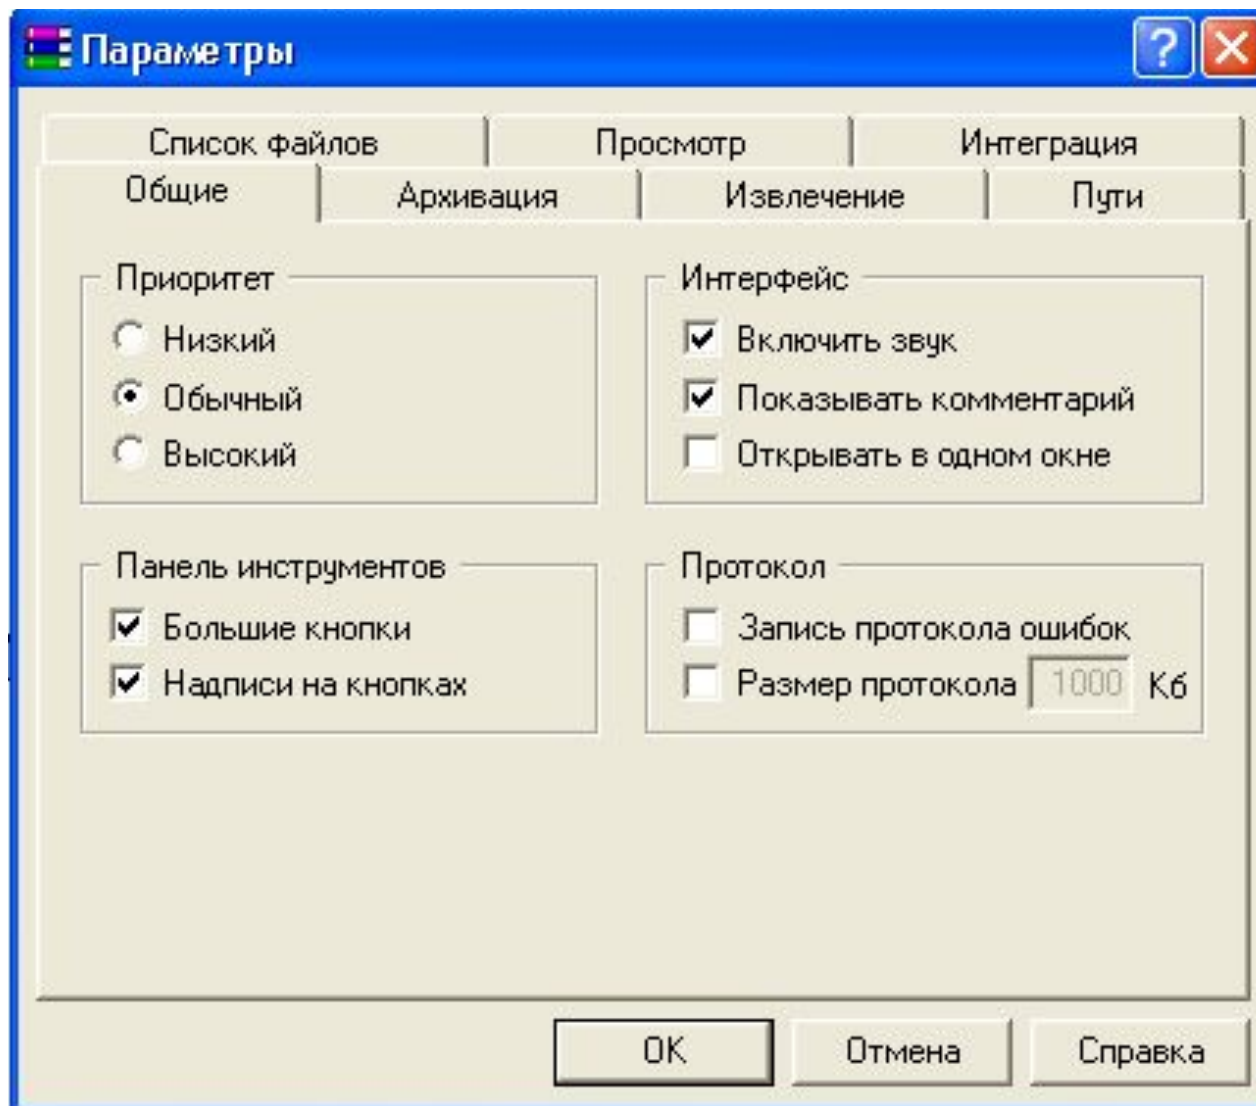 Параметры
Список файлов Просмотр Интеграция
Общие Архивация Извлечение Пути
Приоритет
Низкий
Обычный
Высокий
Интерфейс
Включить звук
Показывать комментарий
Открывать в одном окне
Панель инструментов
Большие кнопки
Надписи на кнопках
Протокол
Запись протокола ошибок
Размер протокола 1000 Кб
OK Отмена Справка